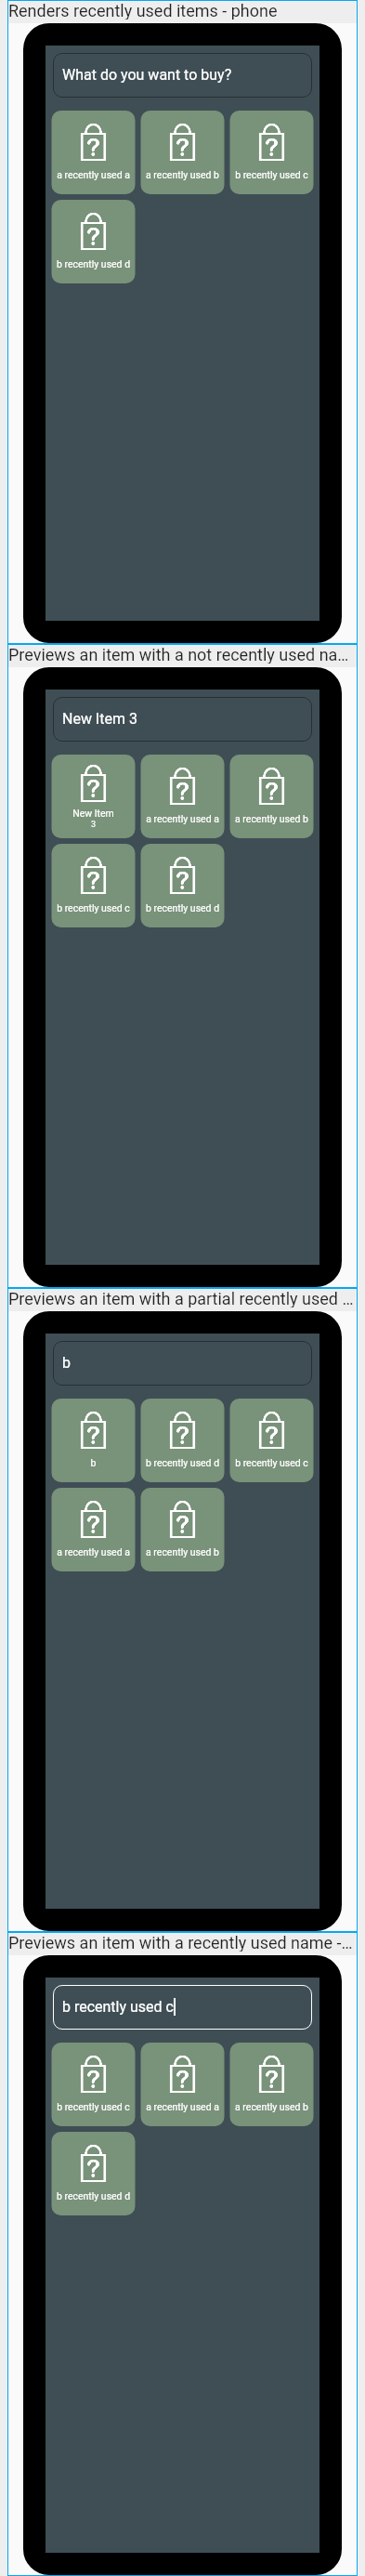 Renders recently used items - phone
What do you want to buy?
a recently used a
a recently used b
b recently used c
b recently used d
Previews an item with a not recently used na...
New Item 3
New Item
3
a recently used a
a recently used b
b recently used c
b recently used d
Previews an item with a partial recently used ...
b
b
b recently used d
b recently used c
a recently used a
a recently used b
Previews an item with a recently used name -...
b recently used c
b recently used c
a recently used a
a recently used b
b recently used d